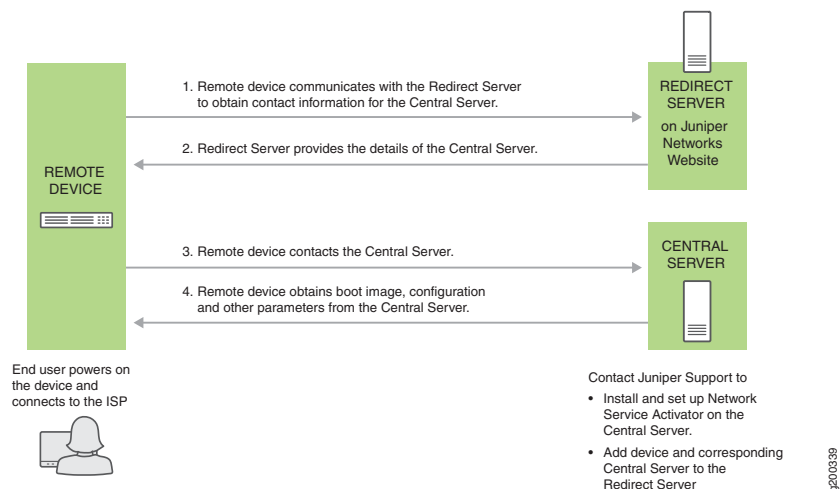 1. Remote device communicates with the Redirect Server
to obtain contact information for the Central Server.
REDIRECT
SERVER
on Juniper
Networks
Website
2. Redirect Server provides the details of the Central Server.
REMOTE
DEVICE
3. Remote device contacts the Central Server.
CENTRAL
SERVER
4. Remote device obtains boot image, configuration
and other parameters from the Central Server.
End user powers on
the device and
connects to the ISP
Contact Juniper Support to
• Install and set up Network
Service Activator on the
Central Server.
• Add device and corresponding
Central Server to the
Redirect Server
g200339